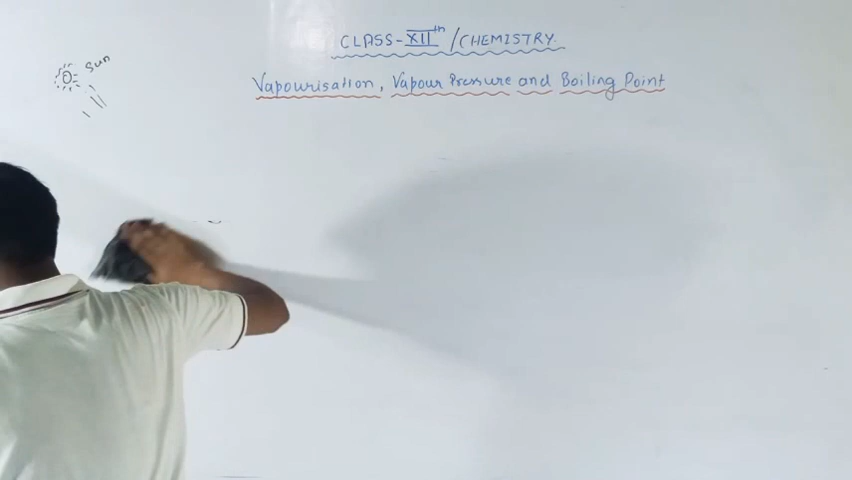 CLASS-XIIth/CHEMISTRY.
Sun
Vapourisation, Vapour Pressure and Boiling Point